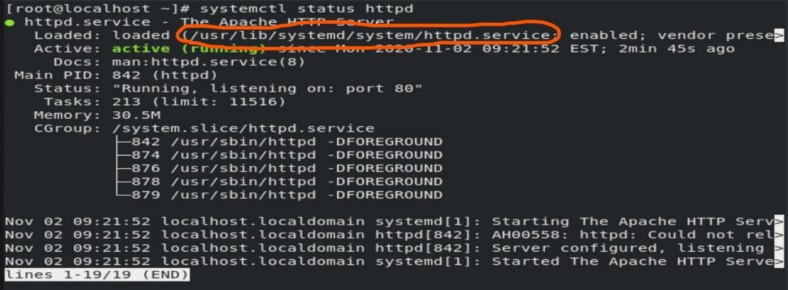 [root@localhost ~]# systemctl status httpd
● httpd.service - The Apache HTTP Server
Loaded: loaded (/usr/lib/systemd/system/httpd.service; enabled; vendor prese>
Active: active (running) since Mon 2020-11-02 09:21:52 EST; 2min 45s ago
Docs: man:httpd.service(8)
Main PID: 842 (httpd)
Status: "Running, listening on: port 80"
Tasks: 213 (limit: 11516)
Memory: 30.5M
CGroup: /system.slice/httpd.service
├─842 /usr/sbin/httpd -DFOREGROUND
├─874 /usr/sbin/httpd -DFOREGROUND
├─876 /usr/sbin/httpd -DFOREGROUND
├─878 /usr/sbin/httpd -DFOREGROUND
└─879 /usr/sbin/httpd -DFOREGROUND
Nov 02 09:21:52 localhost.localdomain systemd[1]: Starting The Apache HTTP Serv>
Nov 02 09:21:52 localhost.localdomain httpd[842]: AH00558: httpd: Could not rel>
Nov 02 09:21:52 localhost.localdomain httpd[842]: Server configured, listening >
Nov 02 09:21:52 localhost.localdomain systemd[1]: Started The Apache HTTP Serve>
lines 1-19/19 (END)